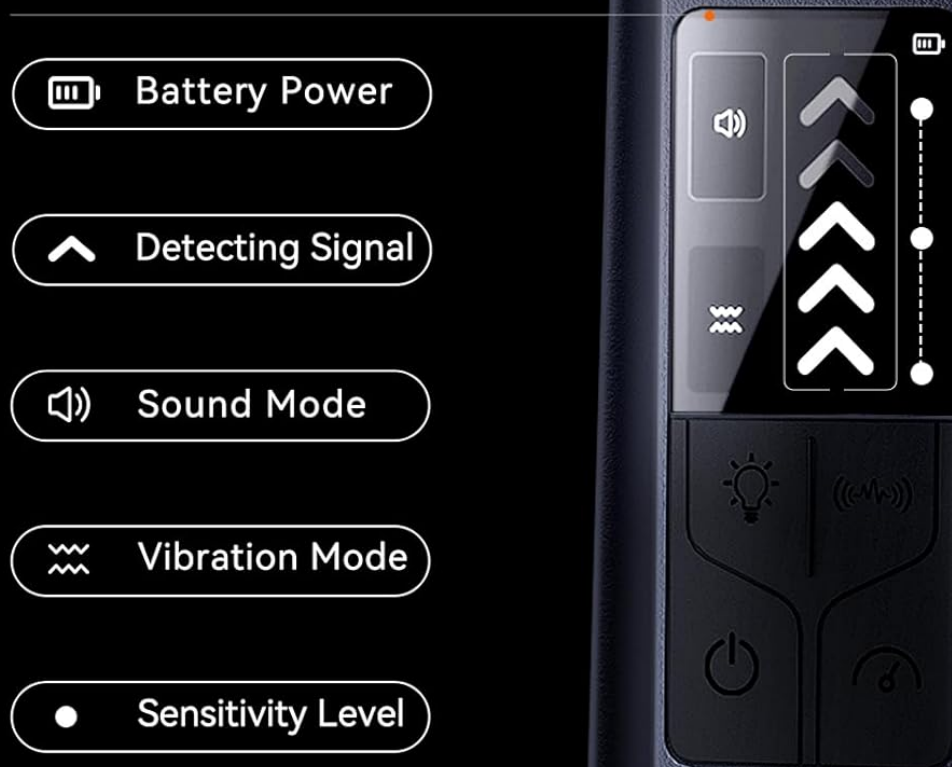 Battery Power
Detecting Signal
Sound Mode
Vibration Mode
Sensitivity Level